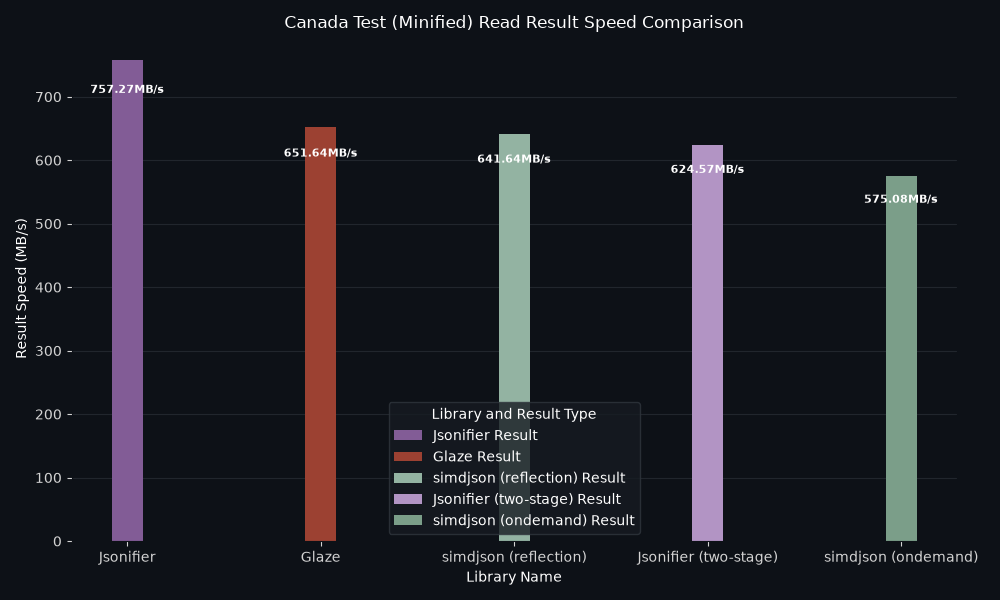 Canada Test (Minified) Read Result Speed Comparison
Result Speed (MB/s)
700
600
500
400
300
200
100
0
757.27MB/s
651.64MB/s
641.64MB/s
624.57MB/s
575.08MB/s
Library and Result Type
Jsonifier Result
Glaze Result
simdjson (reflection) Result
Jsonifier (two-stage) Result
simdjson (ondemand) Result
Jsonifier
Glaze
simdjson (reflection)
Jsonifier (two-stage)
simdjson (ondemand)
Library Name